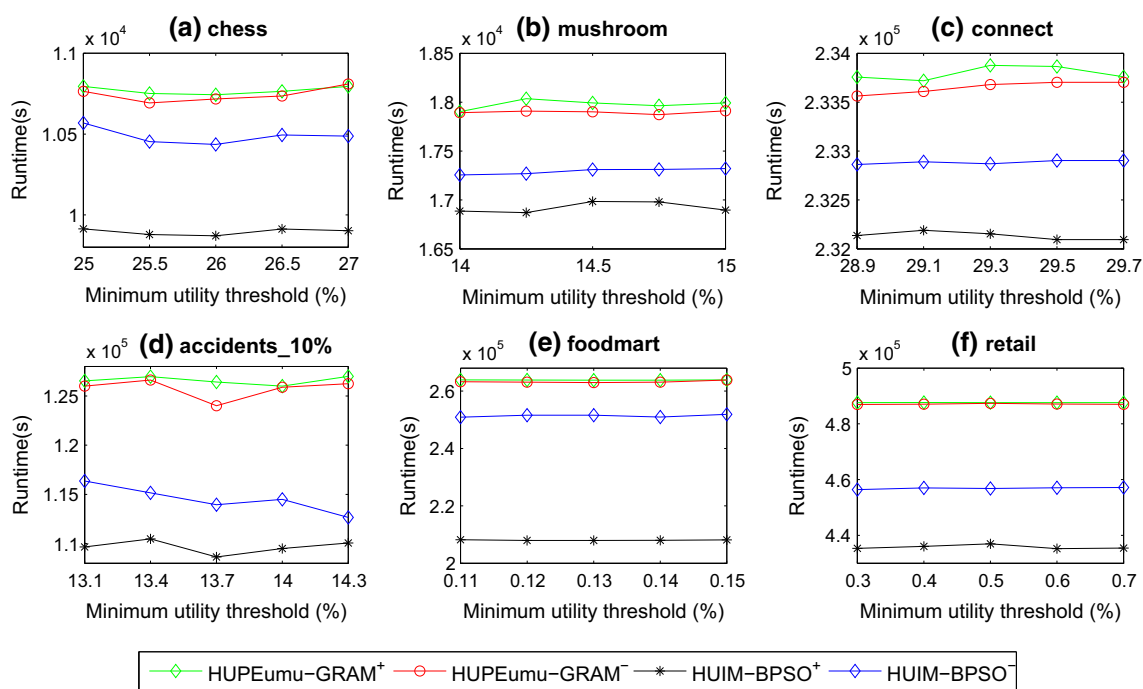 (a) chess
x 10^4
1.1
1.05
1
25 25.5 26 26.5 27
Runtime(s)
Minimum utility threshold (%)
(b) mushroom
x 10^4
1.85
1.8
1.75
1.7
1.65
14 14.5 15
Runtime(s)
Minimum utility threshold (%)
(c) connect
x 10^5
2.34
2.335
2.33
2.325
2.32
28.9 29.1 29.3 29.5 29.7
Runtime(s)
Minimum utility threshold (%)
(d) accidents_10%
x 10^5
1.25
1.2
1.15
1.1
13.1 13.4 13.7 14 14.3
Runtime(s)
Minimum utility threshold (%)
(e) foodmart
x 10^5
2.6
2.4
2.2
2
0.11 0.12 0.13 0.14 0.15
Runtime(s)
Minimum utility threshold (%)
(f) retail
x 10^5
5
4.8
4.6
4.4
0.3 0.4 0.5 0.6 0.7
Runtime(s)
Minimum utility threshold (%)
HUPEumu−GRAM^+ HUPEumu−GRAM^− HUIM−BPSO^+ HUIM−BPSO^−